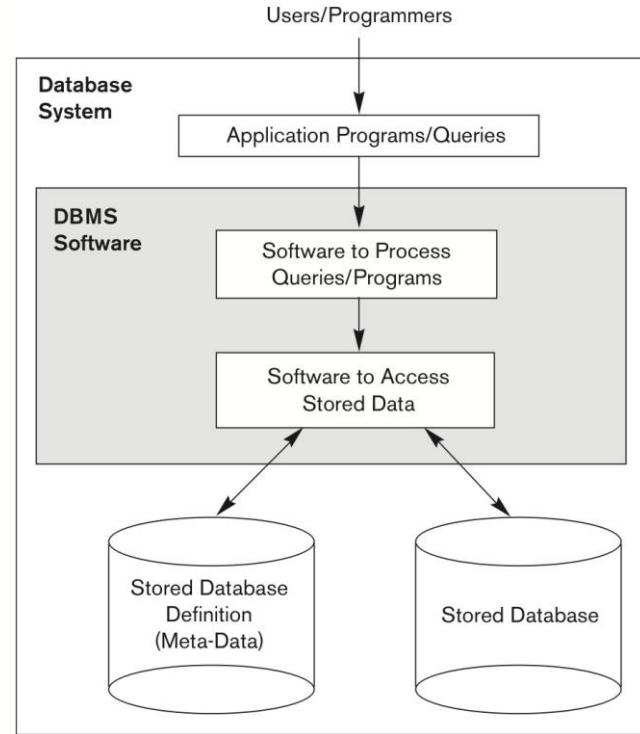 Users/Programmers
Database
System
Application Programs/Queries
DBMS
Software
Software to Process
Queries/Programs
Software to Access
Stored Data
Stored Database
Definition
(Meta-Data)
Stored Database